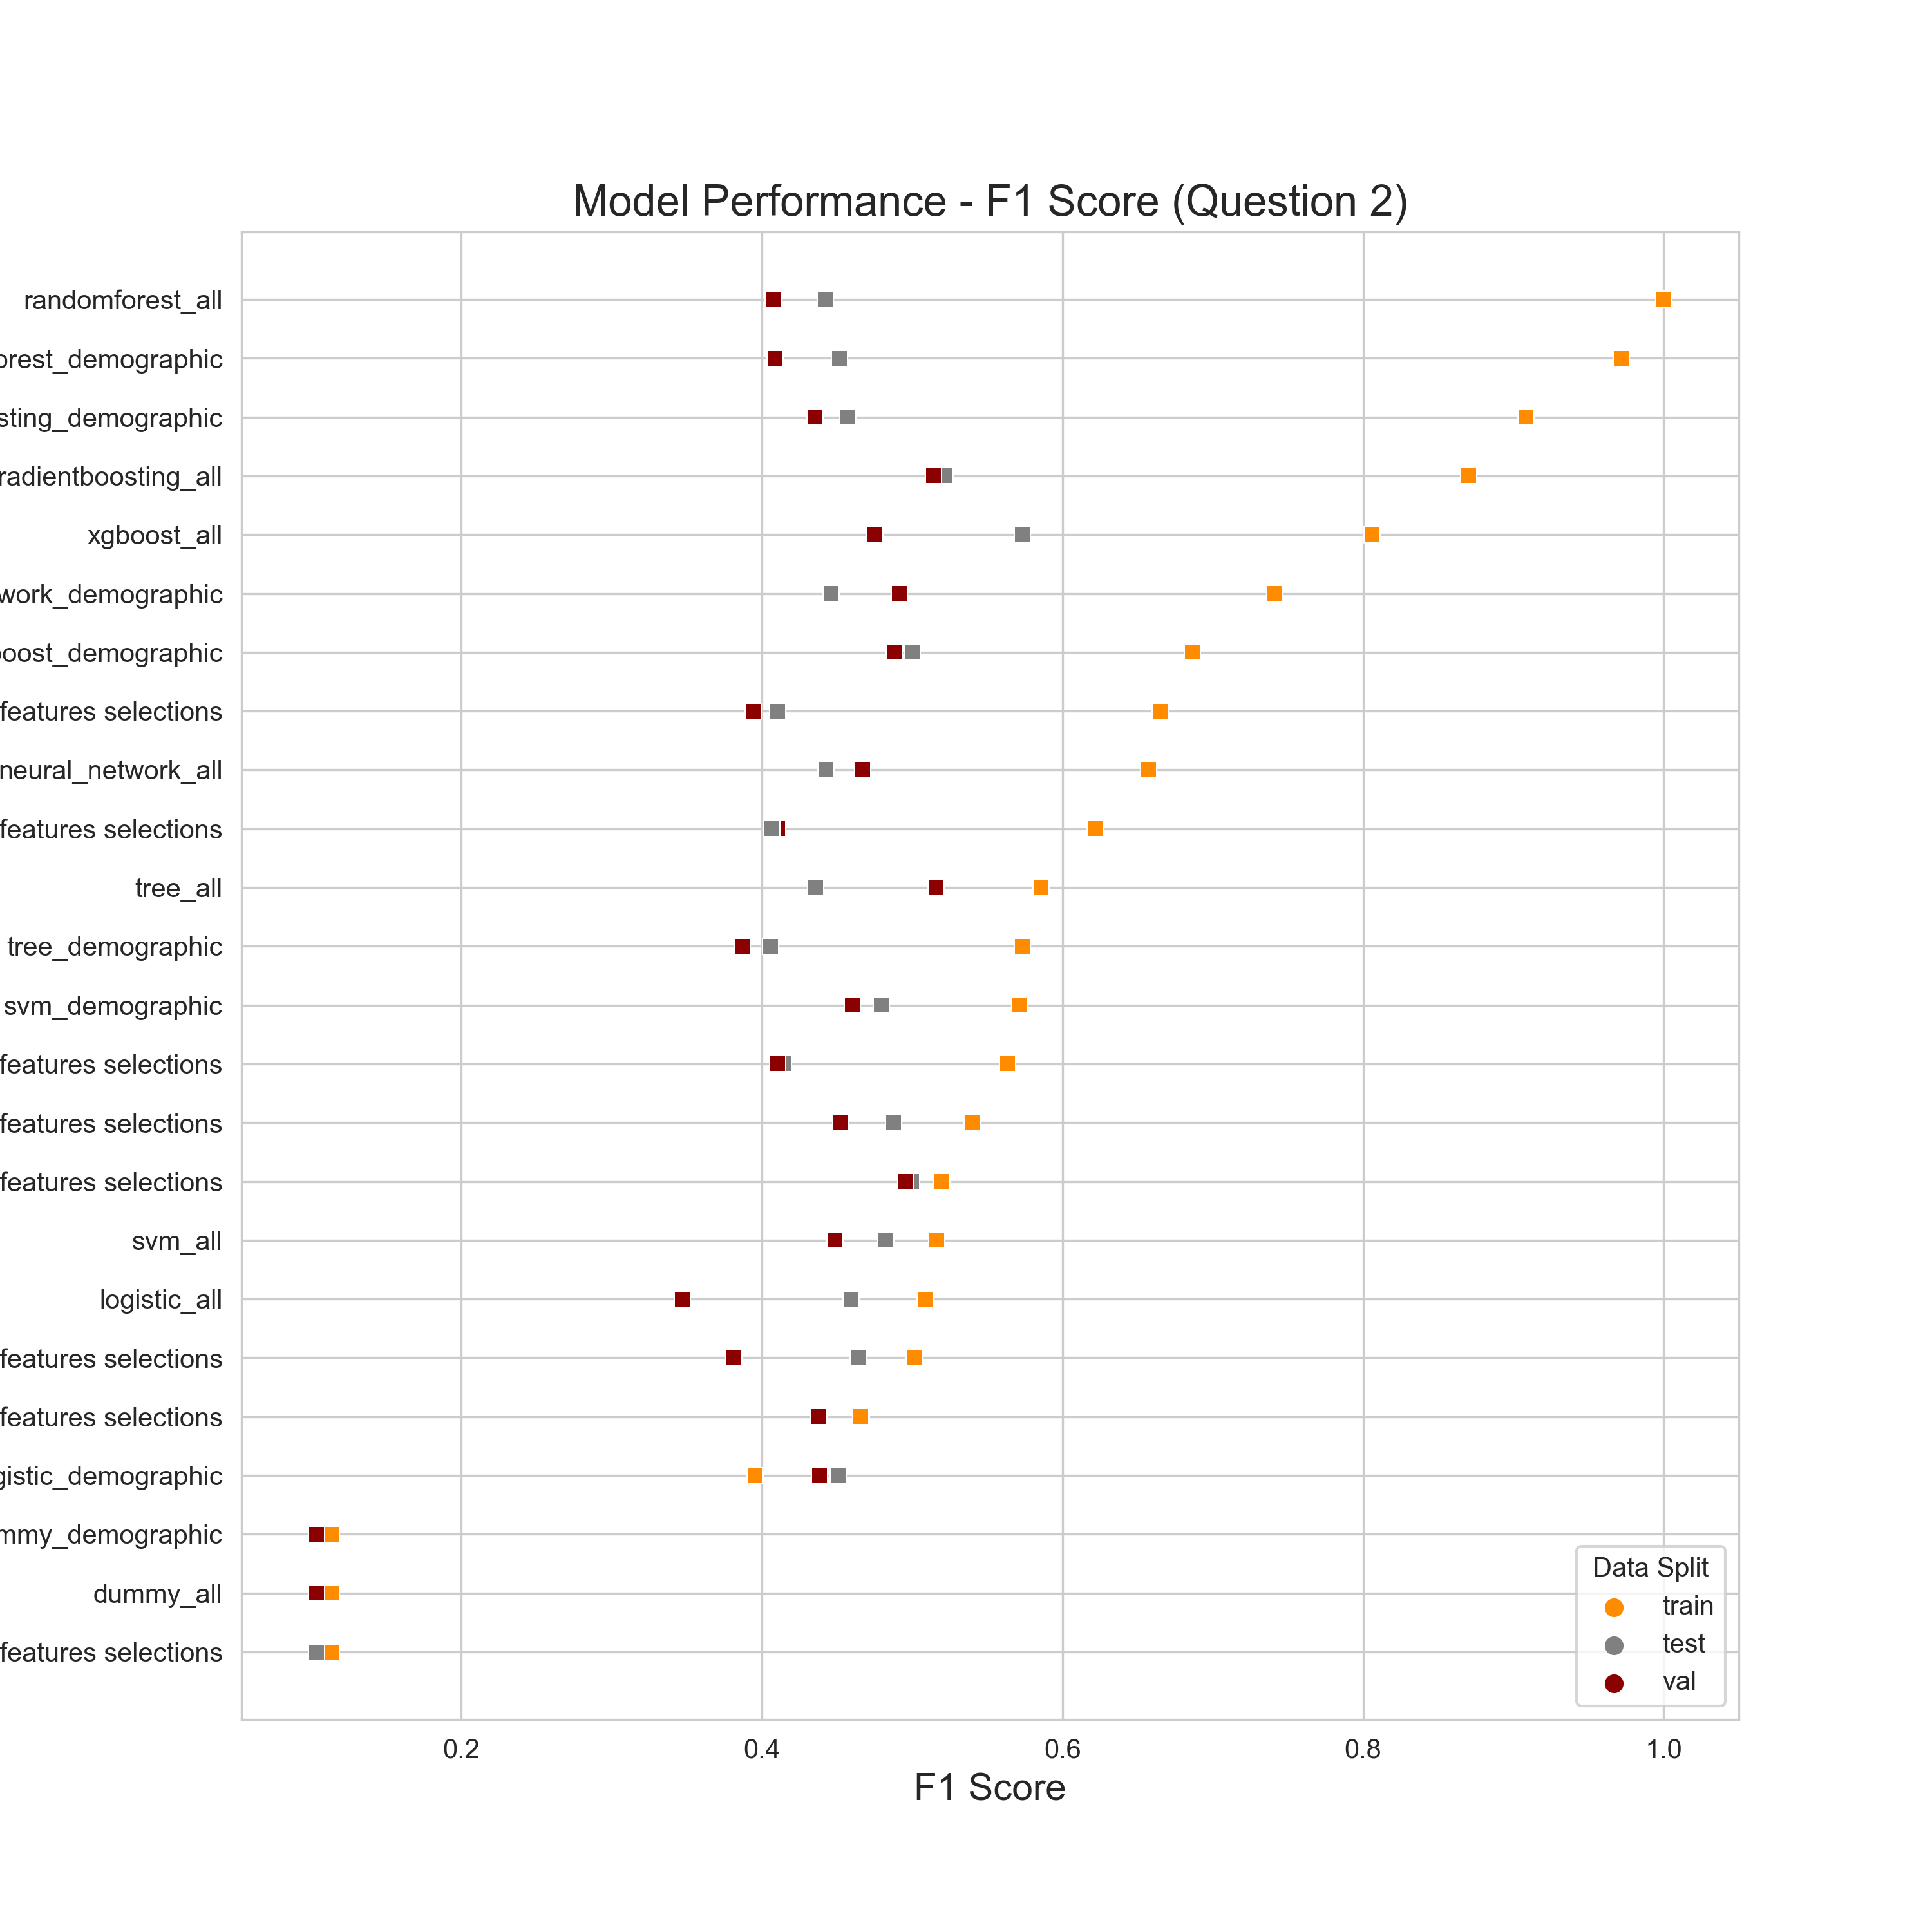 Model Performance - F1 Score (Question 2)
randomforest_all
orest_demographic
sting_demographic
radientboosting_all
xgboost_all
work_demographic
oost_demographic
features selections
neural_network_all
features selections
tree_all
tree_demographic
svm_demographic
features selections
features selections
features selections
svm_all
logistic_all
features selections
features selections
gistic_demographic
mmy_demographic
dummy_all
features selections
Data Split
train
test
val
0.2 0.4 0.6 0.8 1.0
F1 Score